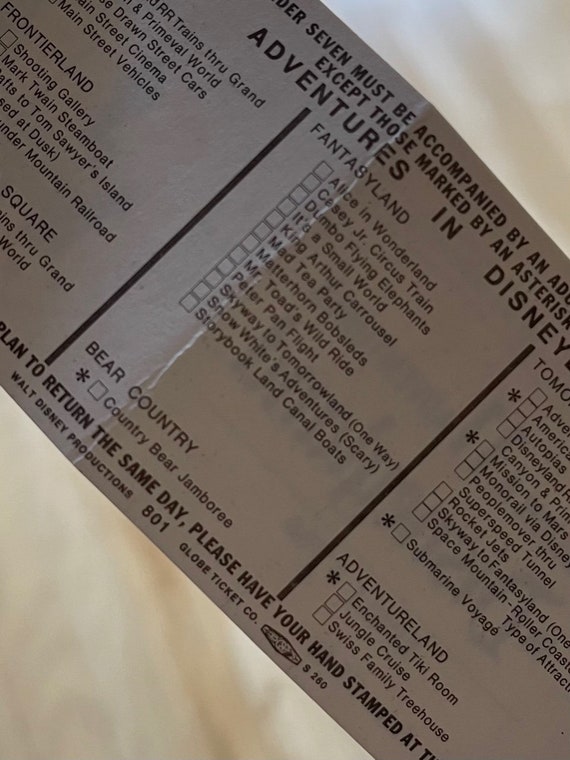 DER SEVEN MUST BE ACCOMPANIED BY AN ADU
EXCEPT THOSE MARKED BY AN ASTERISK
ADVENTURES IN DISNEY
RR Trains thru Grand
& Primeval World
se Drawn Street Cars
in Street Cinema
Main Street Vehicles
FRONTIERLAND
Shooting Gallery
Mark Twain Steamboat
afts to Tom Sawyer's Island
sed at Dusk)
under Mountain Railroad
SQUARE
ains thru Grand
World
BEAR COUNTRY
* Country Bear Jamboree
FANTASYLAND
Alice in Wonderland
Casey Jr. Circus Train
Dumbo Flying Elephants
It's a Small World
King Arthur Carrousel
Mad Tea Party
Matterhorn Bobsleds
Mr. Toad's Wild Ride
Peter Pan Flight
Skyway to Tomorrowland (One Way)
Snow White's Adventures (Scary)
Storybook Land Canal Boats
TOMO
* Adve
America
Autopias
Disneyland R
Canyon & Prim
* Mission to Mars
Monorail via Disney
Peoplemover thru
Superspeed Tunnel
Rocket Jets
Skyway to Fantasyland (One
Space Mountain - Roller Coast
Type of Attract
* Submarine Voyage
ADVENTURELAND
* Enchanted Tiki Room
Jungle Cruise
Swiss Family Treehouse
PLAN TO RETURN THE SAME DAY, PLEASE HAVE YOUR HAND STAMPED AT TH
WALT DISNEY PRODUCTIONS 801 GLOBE TICKET CO. S 260